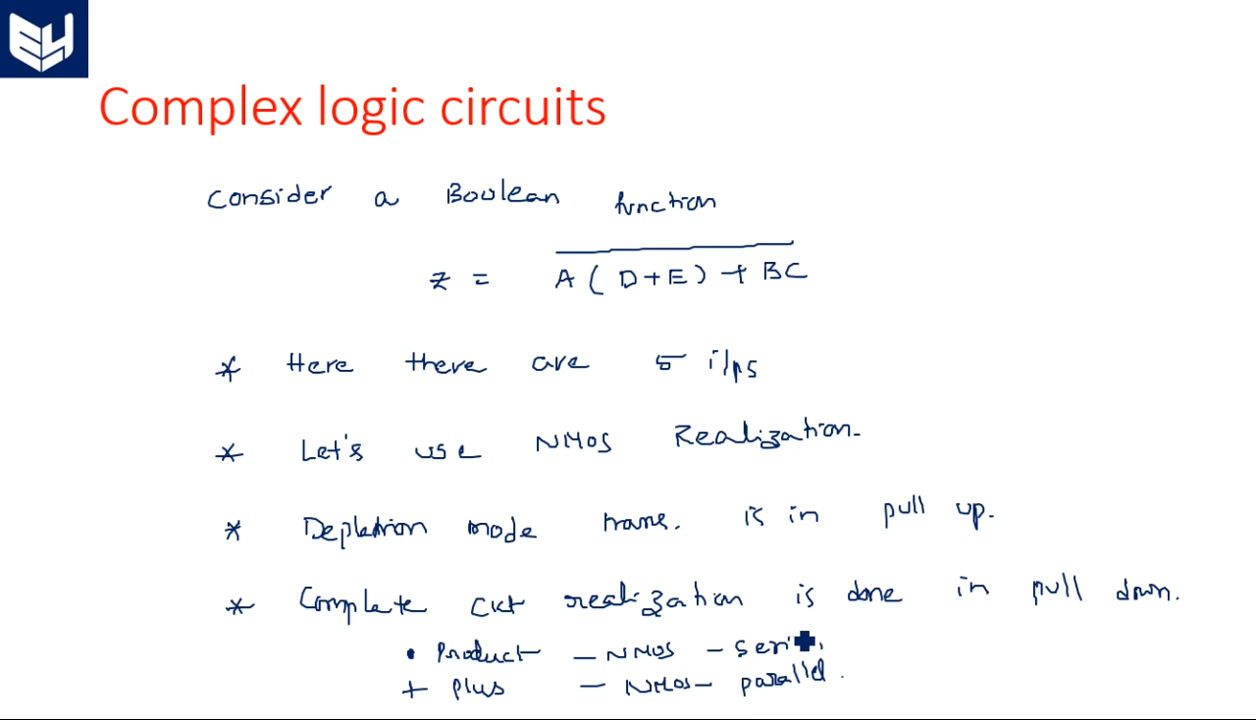 Complex logic circuits
Consider a Boolean function
Z = \overline{A(D+E)+BC}
* Here there are 5 i/ps
* Let's use NMOS Realization.
* Depletion mode trans. is in pull up.
* Complete ckt realization is done in pull down.
• Product – NMOS – series.
+ plus – NMOS – parallel.